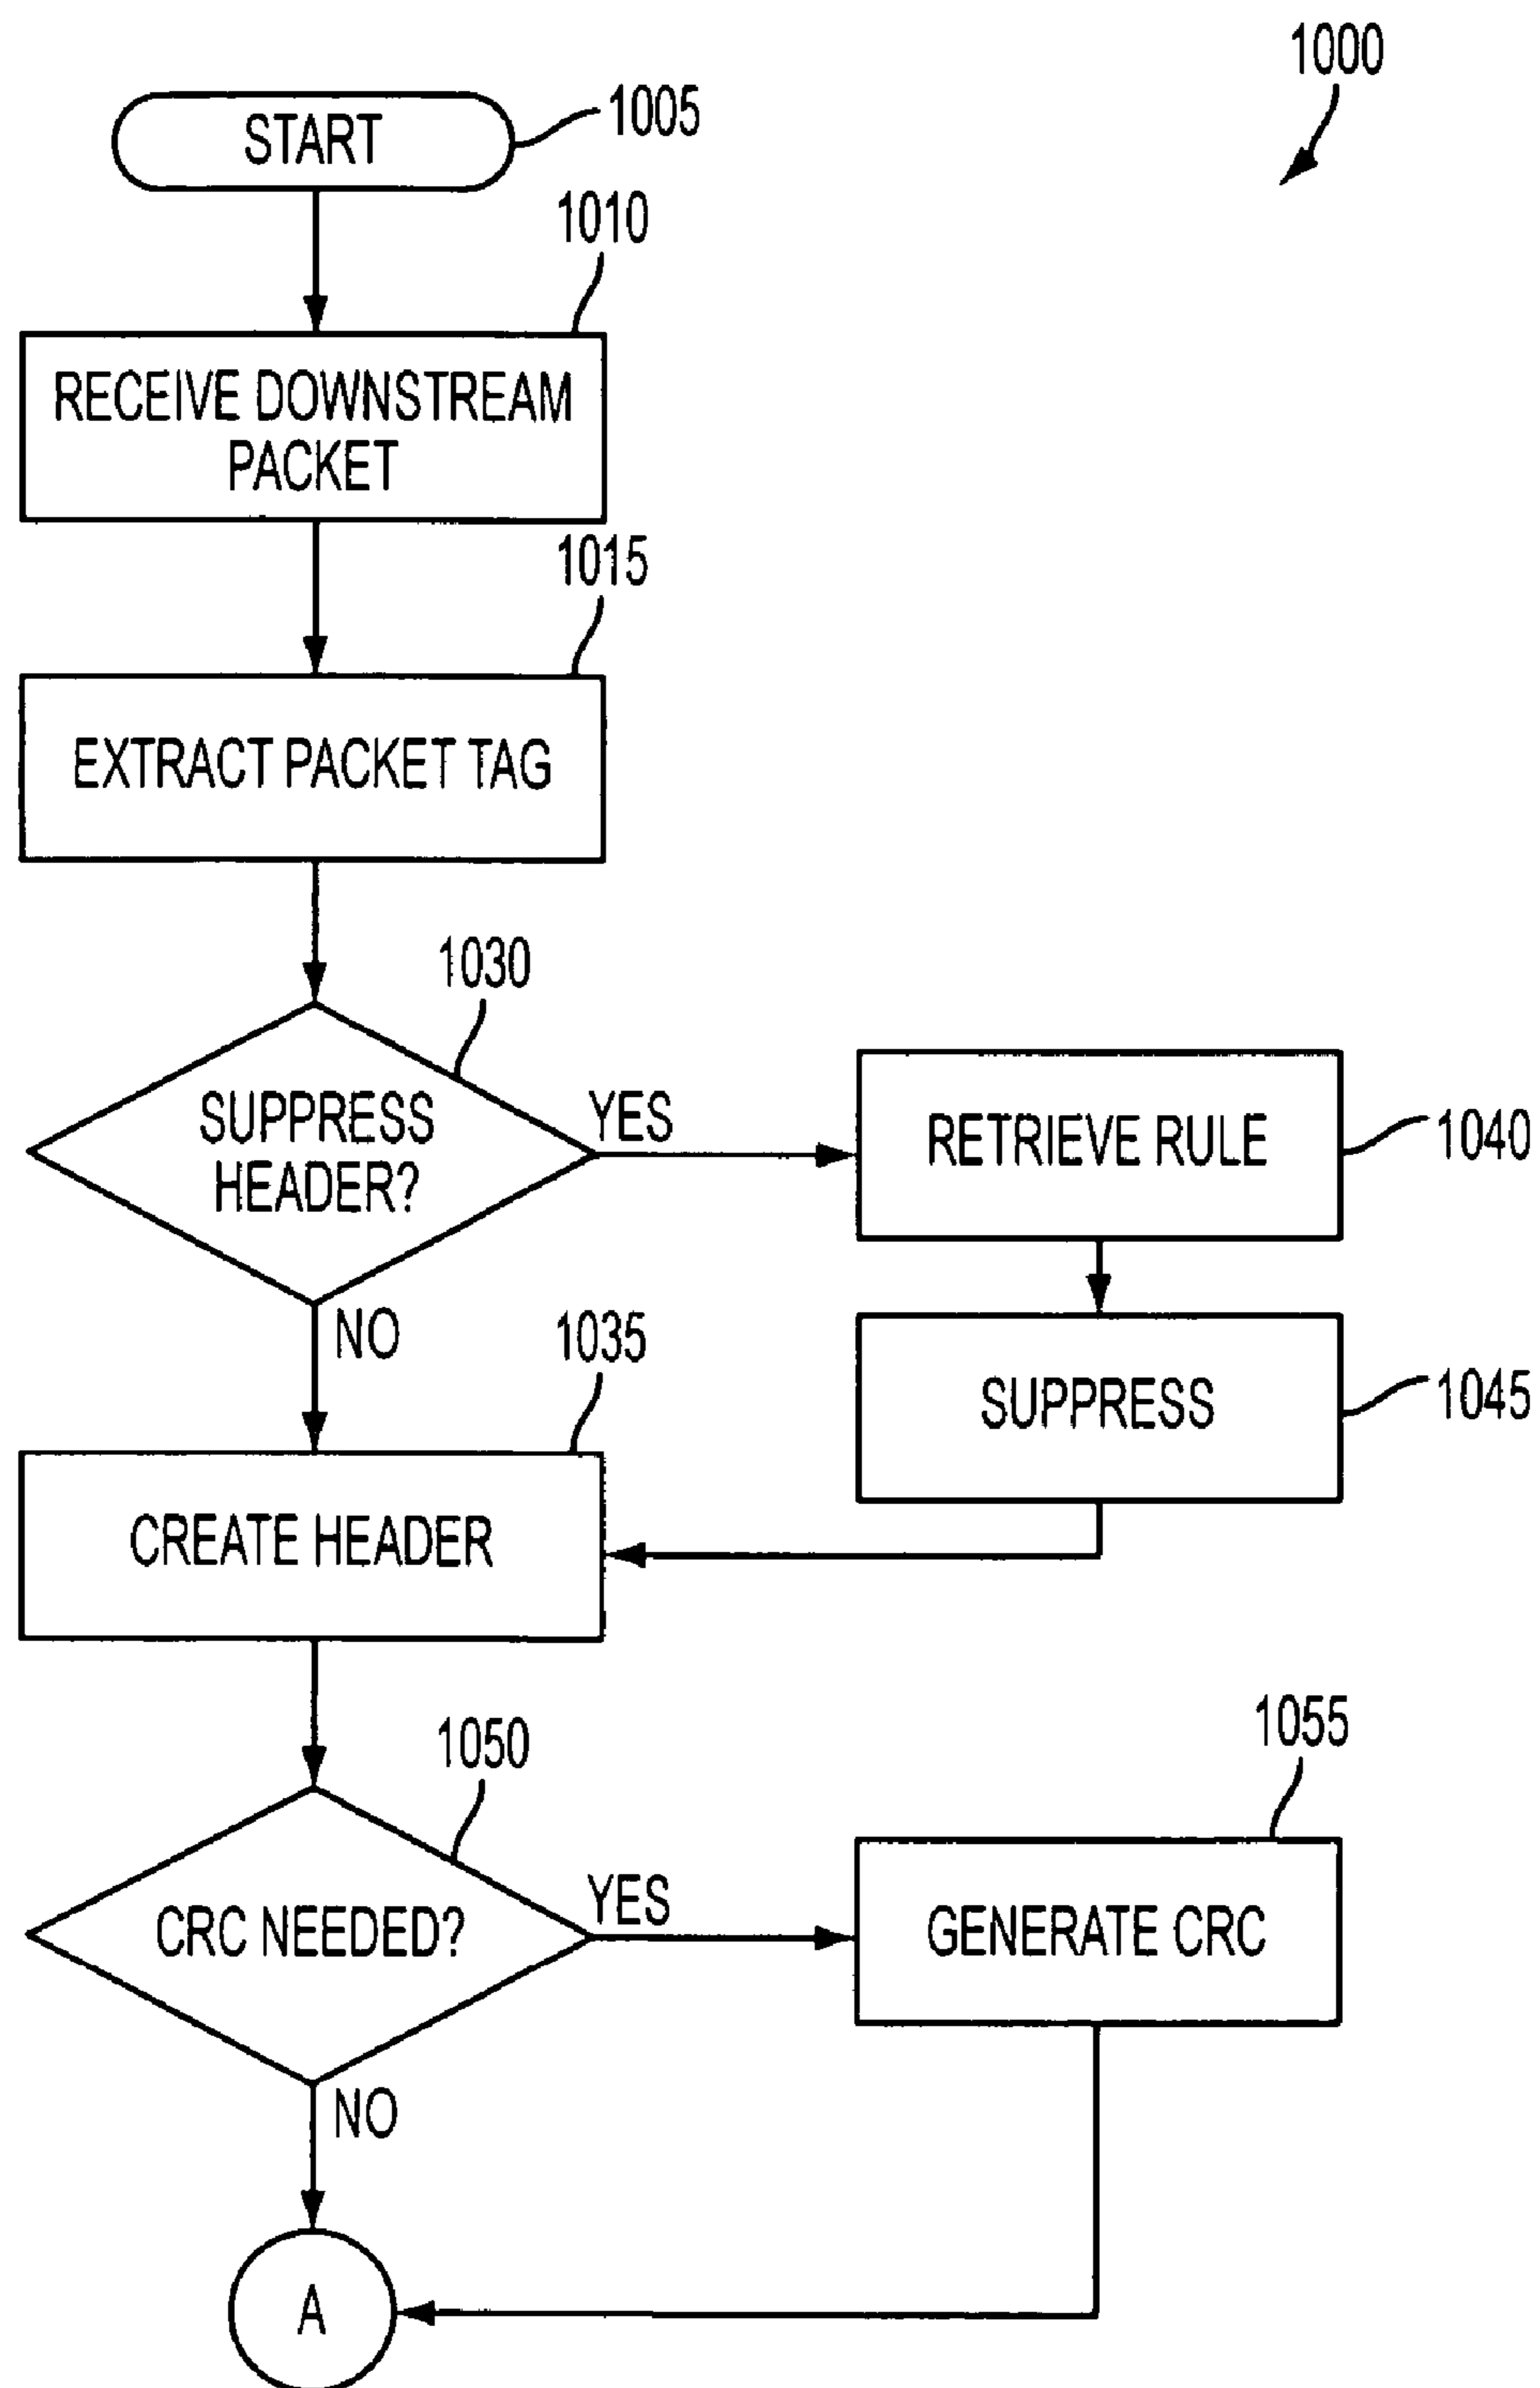 1000
START
1005
1010
RECEIVE DOWNSTREAM
PACKET
1015
EXTRACT PACKET TAG
1030
SUPPRESS
HEADER?
YES
RETRIEVE RULE
1040
NO
1035
SUPPRESS
1045
CREATE HEADER
1050
1055
CRC NEEDED?
YES
GENERATE CRC
NO
A